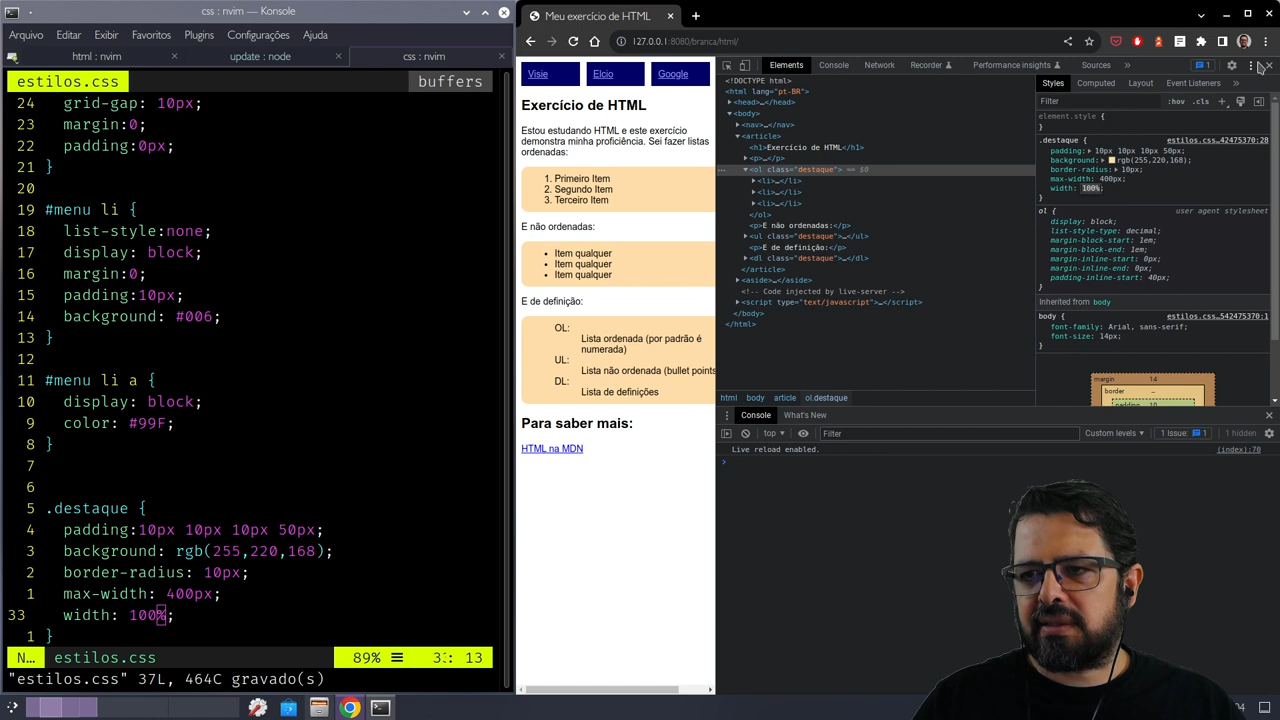 css : nvim — Konsole
Arquivo Editar Exibir Favoritos Plugins Configurações Ajuda
html : nvim
update : node
css : nvim
estilos.css
buffers
24 grid-gap: 10px;
23 margin:0;
22 padding:0px;
21 }
20
19 #menu li {
18 list-style:none;
17 display: block;
16 margin:0;
15 padding:10px;
14 background: #006;
13 }
12
11 #menu li a {
10 display: block;
9 color: #99F;
8 }
7
6
5 .destaque {
4 padding:10px 10px 10px 50px;
3 background: rgb(255,220,168);
2 border-radius: 10px;
1 max-width: 400px;
33 width: 100%;
1 }
N… estilos.css 89% 13
"estilos.css" 37L, 464C gravado(s)
Meu exercício de HTML
127.0.0.1:8080/branca/html/
Visie
Elcio
Google
Exercício de HTML
Estou estudando HTML e este exercício
demonstra minha proficiência. Sei fazer listas
ordenadas:
1. Primeiro Item
2. Segundo Item
3. Terceiro Item
E não ordenadas:
• Item qualquer
• Item qualquer
• Item qualquer
E de definição:
OL:
Lista ordenada (por padrão é
numerada)
UL:
Lista não ordenada (bullet points
DL:
Lista de definições
Para saber mais:
HTML na MDN
Elements Console Network Recorder Performance insights Sources » 1
<!DOCTYPE html>
<html lang="pt-BR">
<head>…</head>
<body>
<nav>…</nav>
<article>
<h1>Exercício de HTML</h1>
<p>…</p>
<ol class="destaque"> == $0
<li>…</li>
<li>…</li>
<li>…</li>
</ol>
<p>E não ordenadas:</p>
<ul class="destaque">…</ul>
<p>E de definição:</p>
<dl class="destaque">…</dl>
</article>
<aside>…</aside>
<!-- Code injected by live-server -->
<script type="text/javascript">…</script>
</body>
</html>
html body article ol.destaque
Styles Computed Layout Event Listeners »
Filter :hov .cls
element.style {
}
.destaque { estilos.css…42475370:28
padding: 10px 10px 10px 50px;
background: rgb(255,220,168);
border-radius: 10px;
max-width: 400px;
width: 100%;
}
ol { user agent stylesheet
display: block;
list-style-type: decimal;
margin-block-start: 1em;
margin-block-end: 1em;
margin-inline-start: 0px;
margin-inline-end: 0px;
padding-inline-start: 40px;
}
Inherited from body
body { estilos.css…542475370:1
font-family: Arial, sans-serif;
font-size: 14px;
}
margin 14
border –
padding 10
Console What's New
top Filter Custom levels 1 Issue: 1 1 hidden
Live reload enabled. (index):70